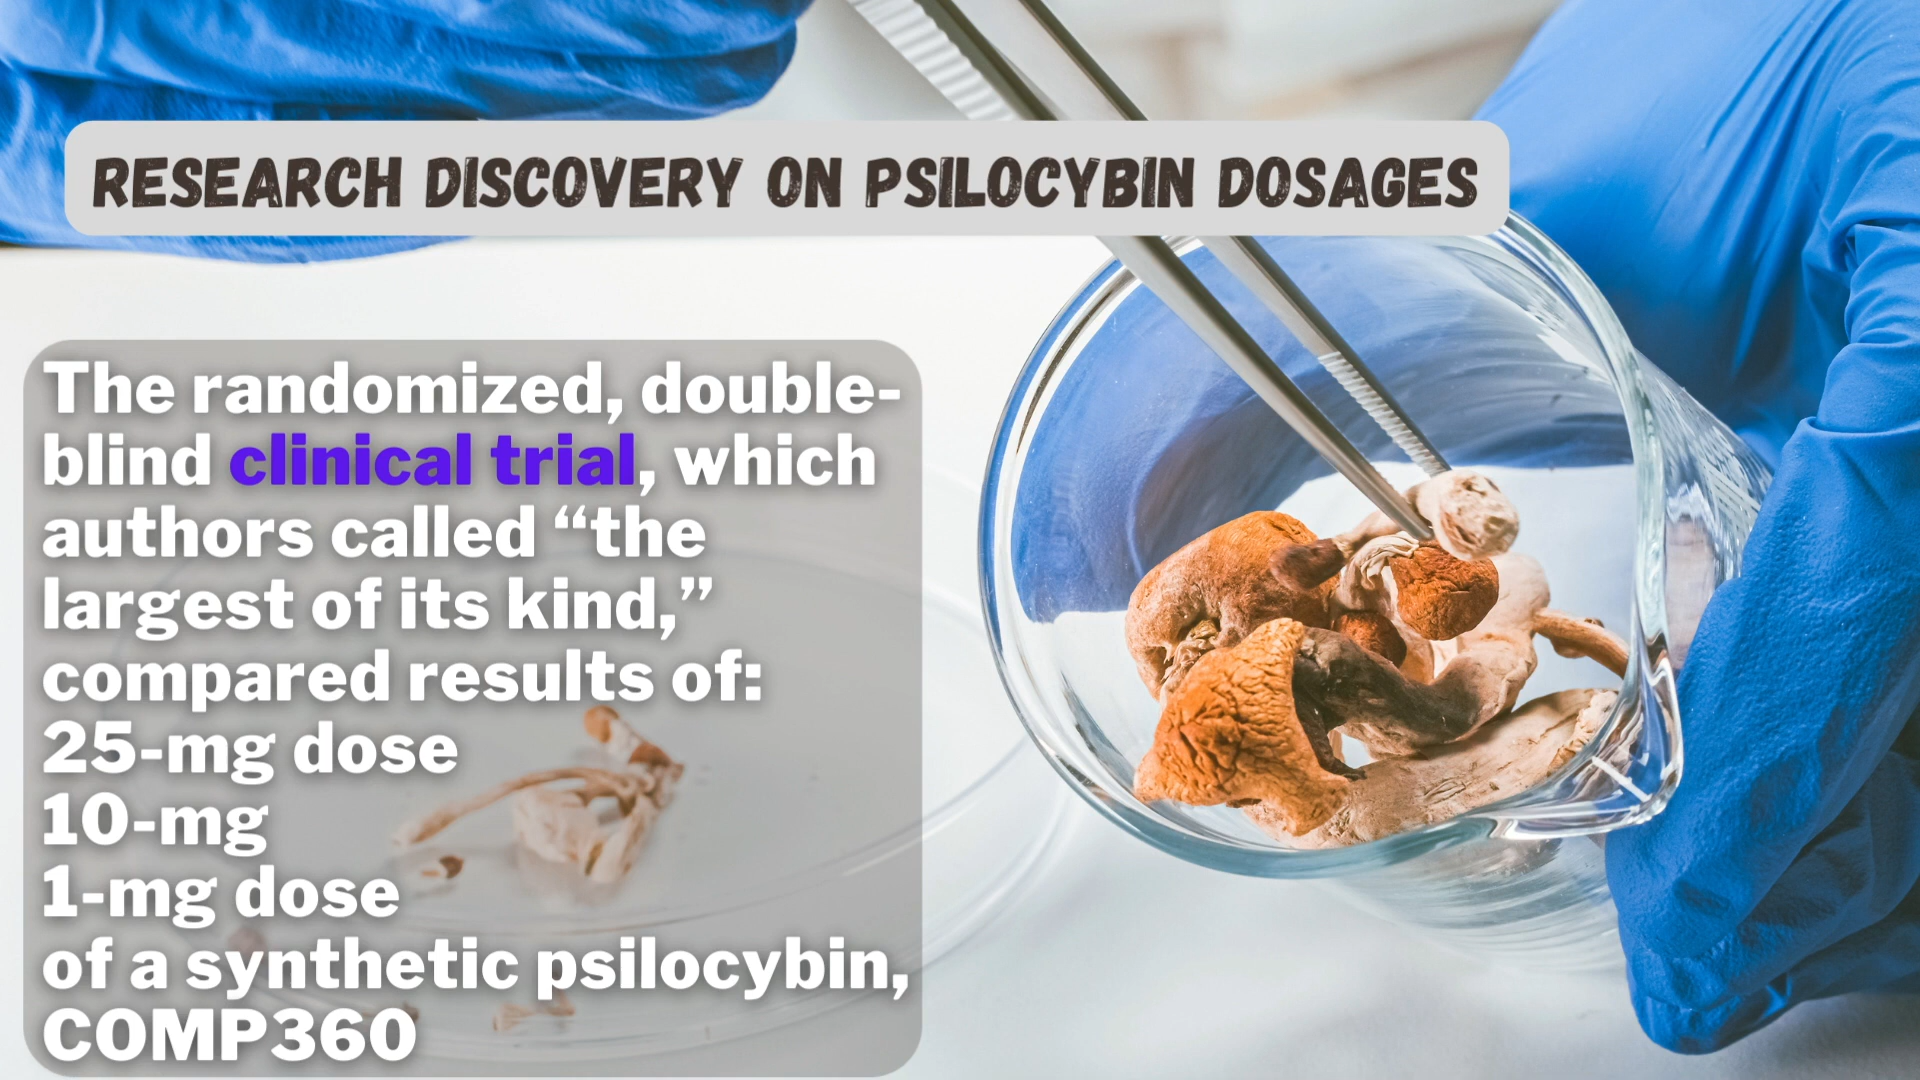 RESEARCH DISCOVERY ON PSILOCYBIN DOSAGES
The randomized, double-
blind clinical trial, which
authors called “the
largest of its kind,”
compared results of:
25-mg dose
10-mg
1-mg dose
of a synthetic psilocybin,
COMP360